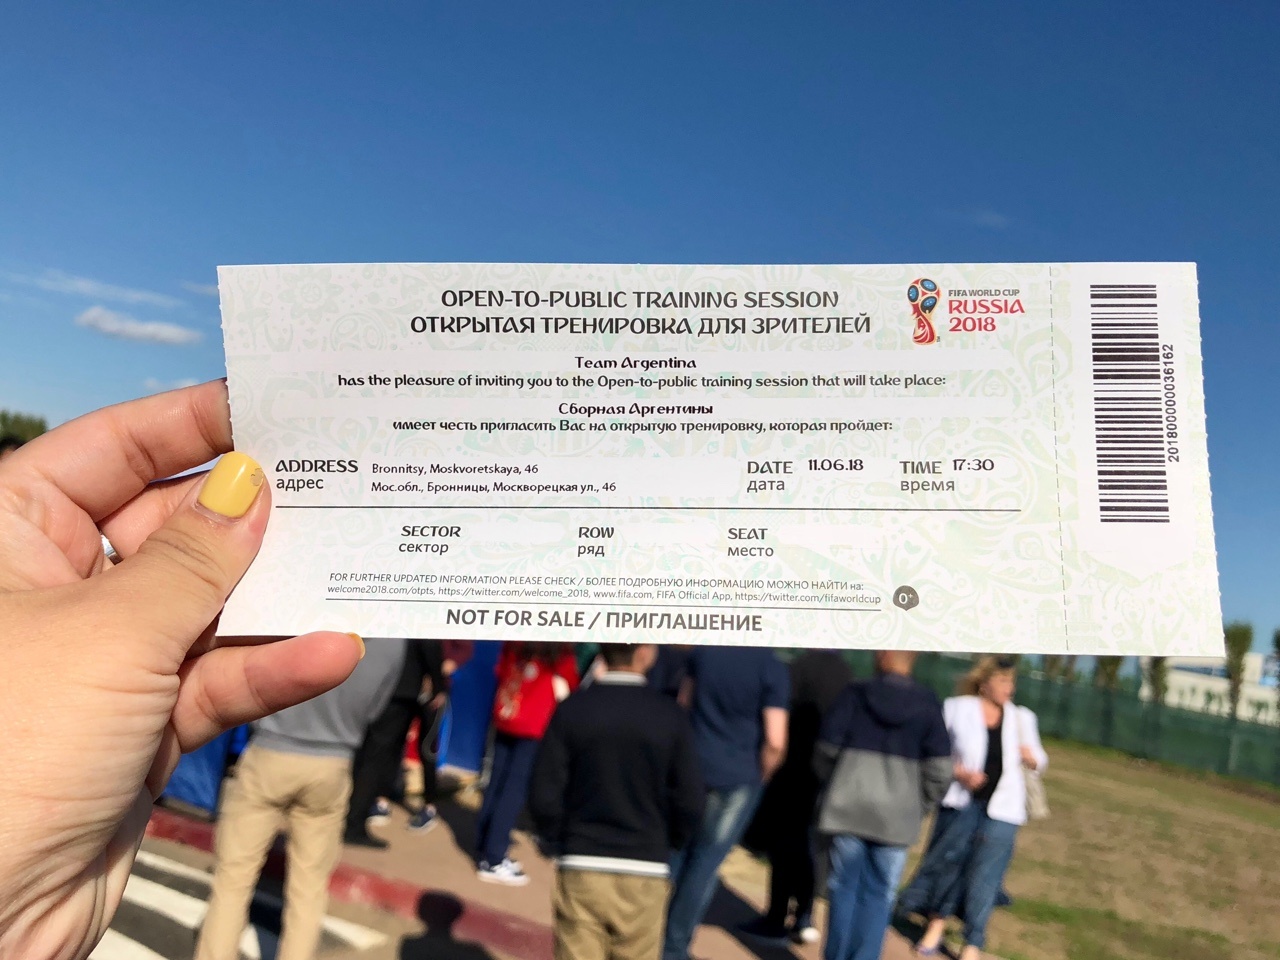 OPEN-TO-PUBLIC TRAINING SESSION
ОТКРЫТАЯ ТРЕНИРОВКА ДЛЯ ЗРИТЕЛЕЙ
FIFA WORLD CUP
RUSSIA
2018
Team Argentina
has the pleasure of inviting you to the Open-to-public training session that will take place:
Сборная Аргентины
имеет честь пригласить Вас на открытую тренировку, которая пройдет:
ADDRESS Bronnitsy, Moskvoretskaya, 46 DATE 11.06.18 TIME 17:30
адрес Мос.обл., Бронницы, Москворецкая ул., 46 дата время
SECTOR ROW SEAT
сектор ряд место
FOR FURTHER UPDATED INFORMATION PLEASE CHECK / БОЛЕЕ ПОДРОБНУЮ ИНФОРМАЦИЮ МОЖНО НАЙТИ на:
welcome2018.com/otpts, https://twitter.com/welcome_2018, www.fifa.com, FIFA Official App, https://twitter.com/fifaworldcup
0+
NOT FOR SALE / ПРИГЛАШЕНИЕ
2018000000036162